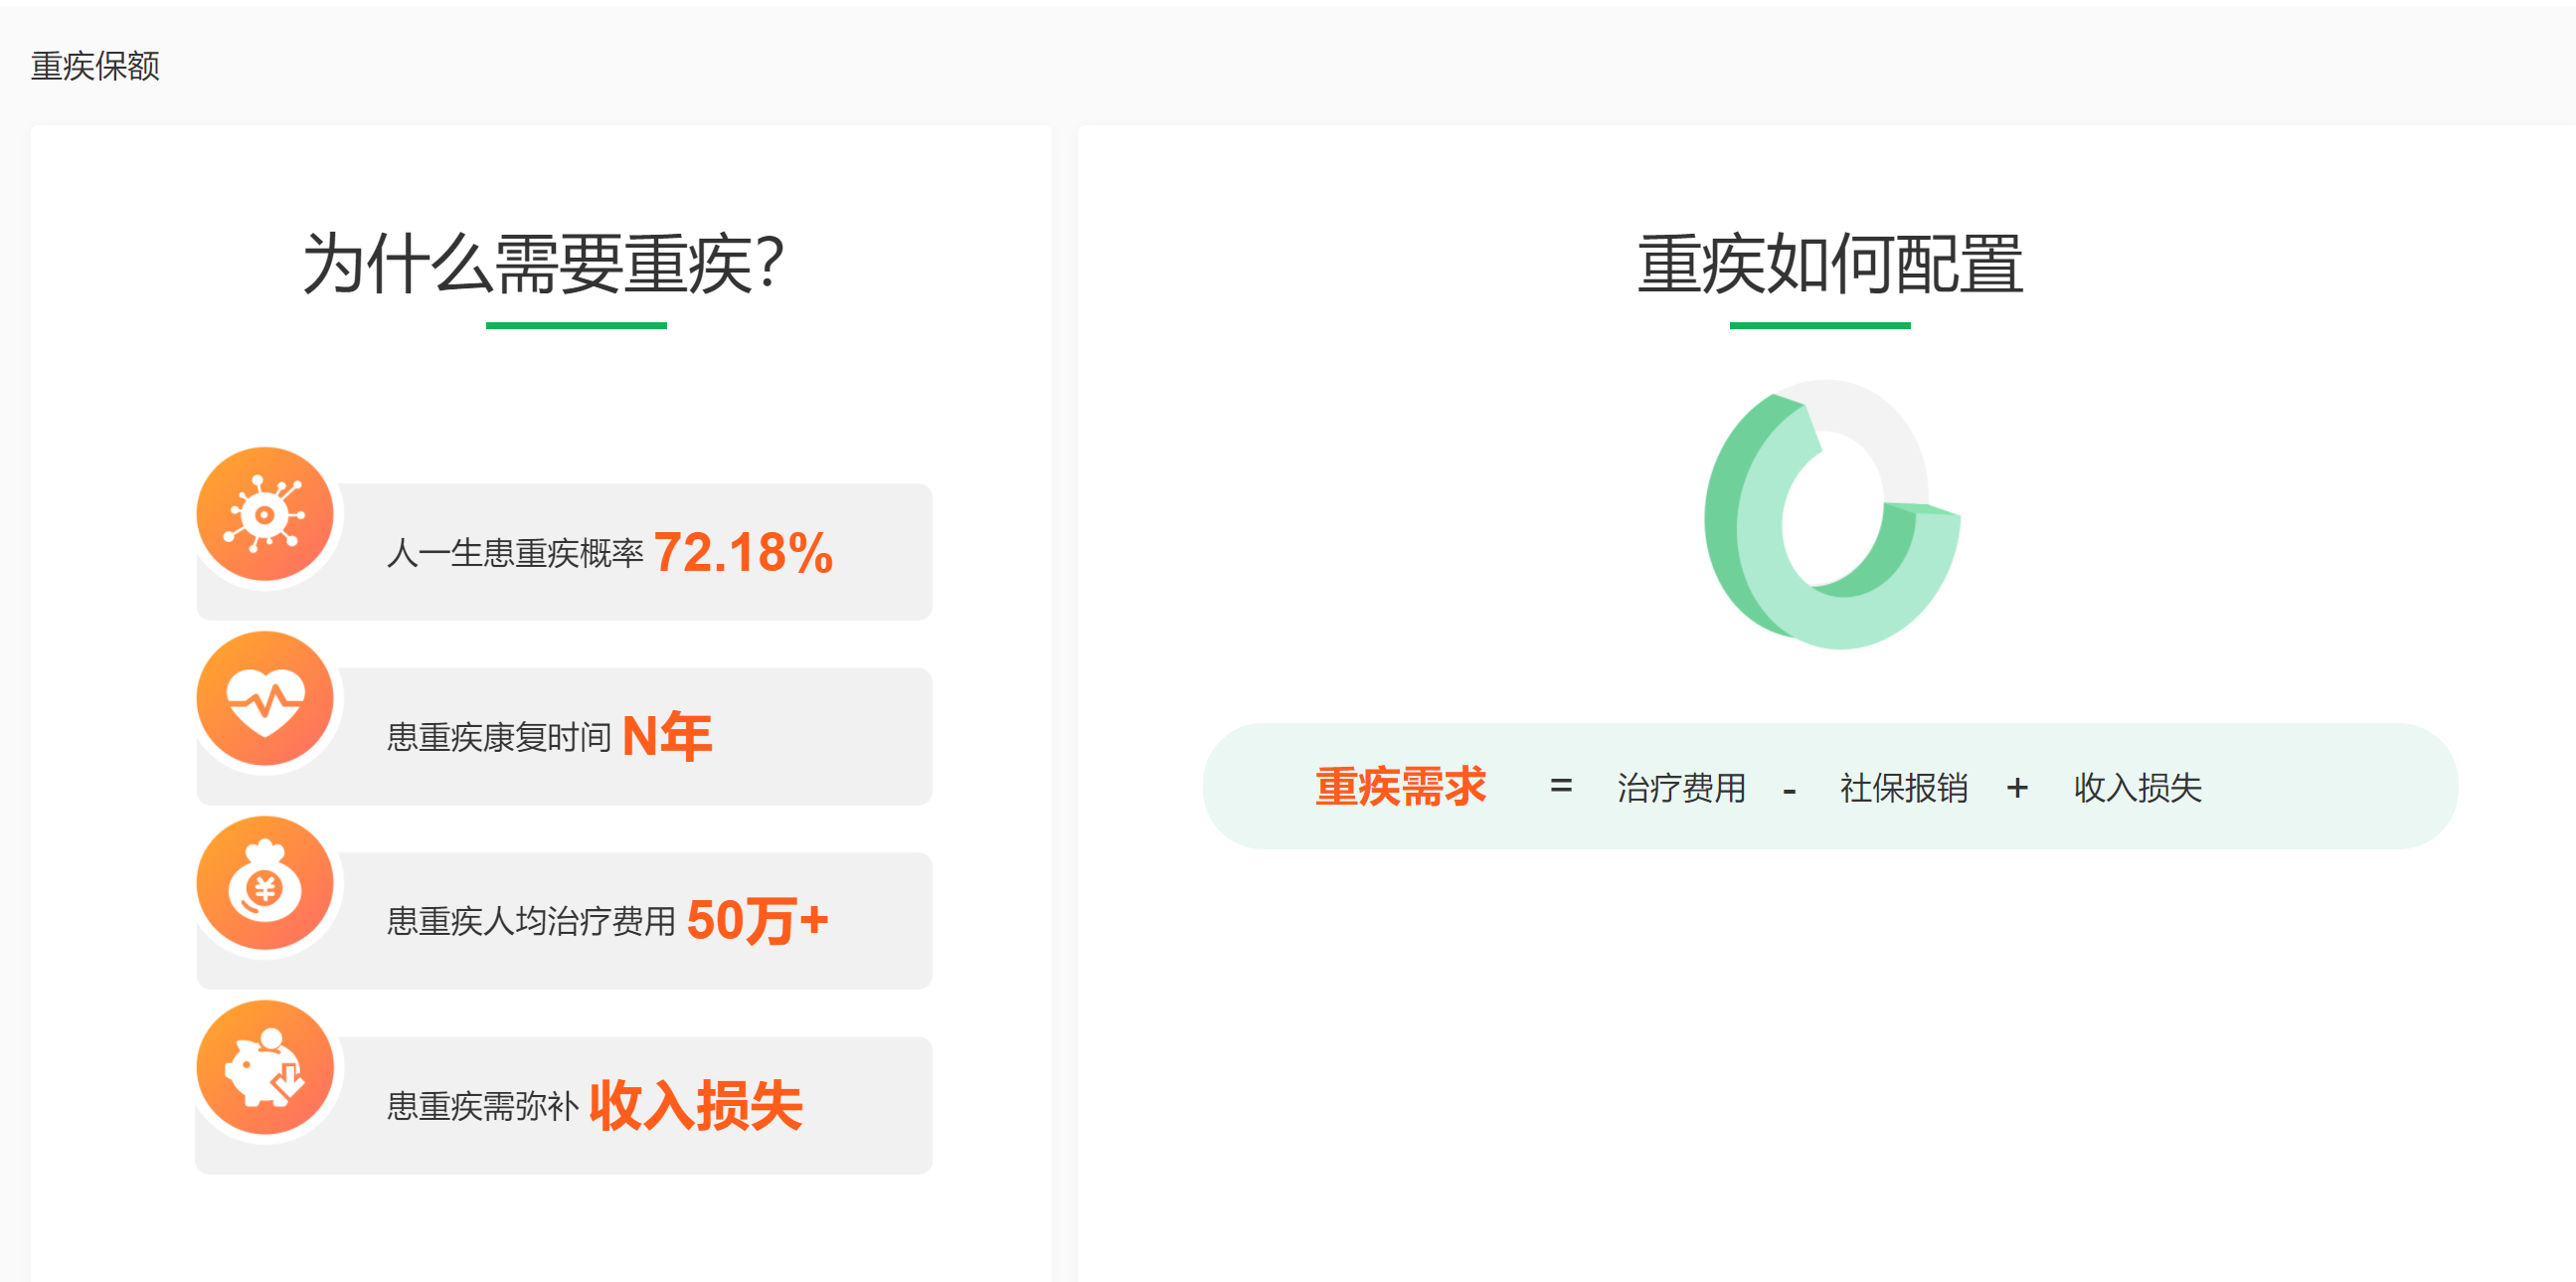 重疾保额
为什么需要重疾?
人一生患重疾概率 72.18%
患重疾康复时间 N年
患重疾人均治疗费用 50万+
患重疾需弥补 收入损失
重疾如何配置
重疾需求 = 治疗费用 - 社保报销 + 收入损失